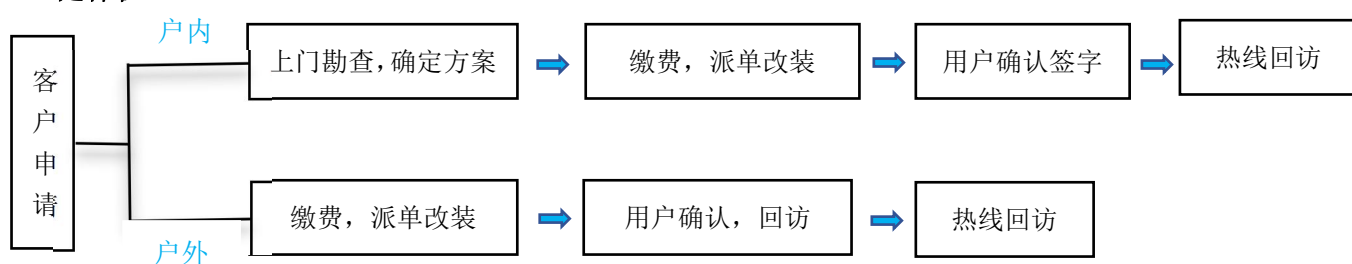 客户申请
户内
上门勘查，确定方案
缴费，派单改装
用户确认签字
热线回访
户外
缴费，派单改装
用户确认，回访
热线回访